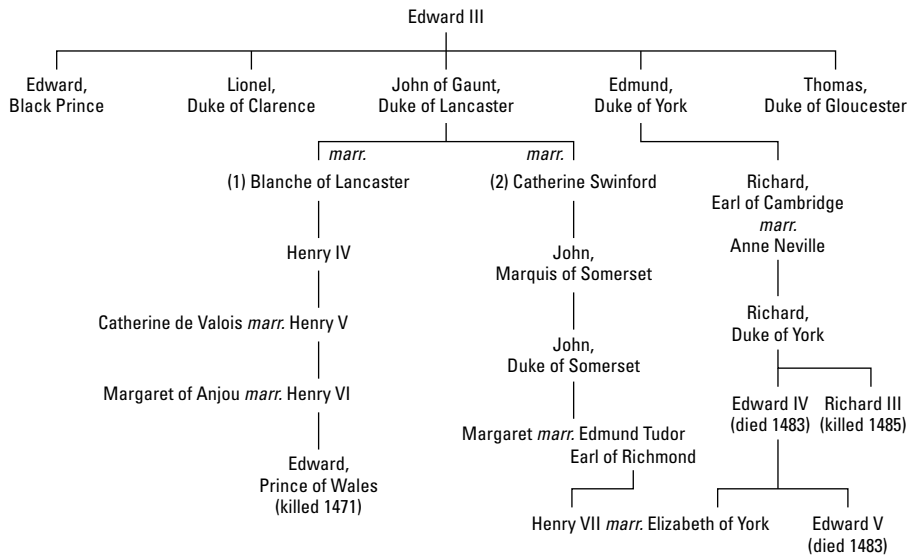 Edward III
Edward,
Black Prince
Lionel,
Duke of Clarence
John of Gaunt,
Duke of Lancaster
Edmund,
Duke of York
Thomas,
Duke of Gloucester
marr.
(1) Blanche of Lancaster
marr.
(2) Catherine Swinford
Richard,
Earl of Cambridge
marr.
Anne Neville
Henry IV
John,
Marquis of Somerset
Catherine de Valois marr. Henry V
John,
Duke of Somerset
Richard,
Duke of York
Margaret of Anjou marr. Henry VI
Edward IV
(died 1483)
Richard III
(killed 1485)
Margaret marr. Edmund Tudor
Earl of Richmond
Edward,
Prince of Wales
(killed 1471)
Henry VII marr. Elizabeth of York
Edward V
(died 1483)